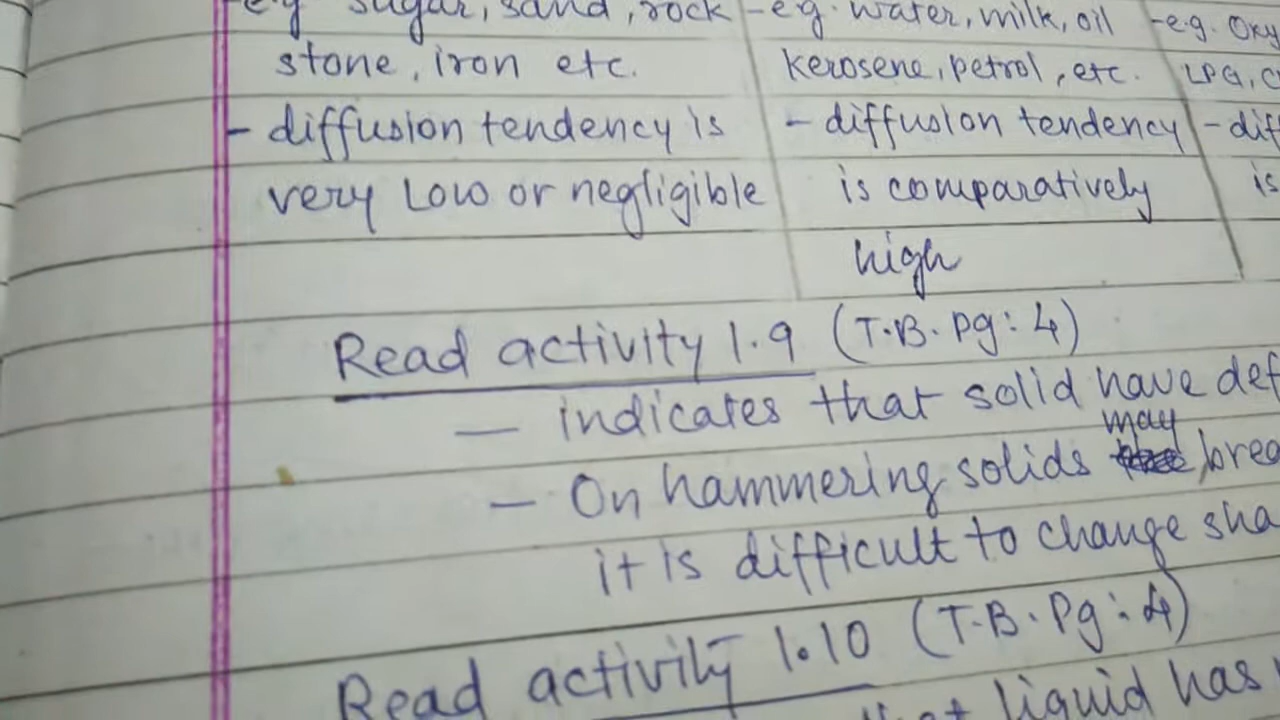 -e.g sugar, sand, rock -e.g. water, milk, oil -e.g. Oxy
stone, iron etc. kerosene, petrol, etc. LPG, C
- diffusion tendency is - diffusion tendency - dif
very Low or negligible is comparatively is
high
Read activity 1.9 (T.B. pg: 4)
— indicates that solid have def
may
— On hammering solids brea
it is difficult to change sha
Read activity 1.10 (T.B. Pg: 4)
that liquid has